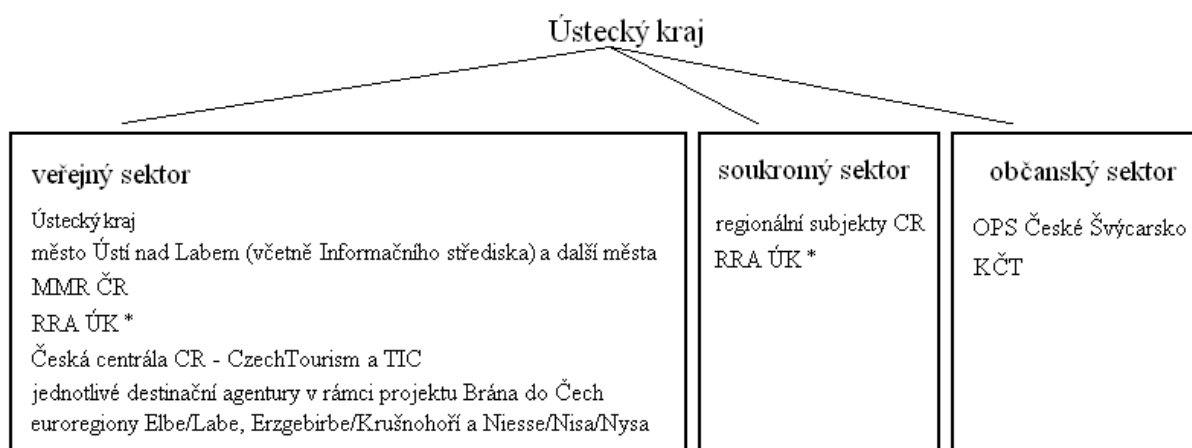 Ústecký kraj
veřejný sektor
Ústecký kraj
město Ústí nad Labem (včetně Informačního střediska) a další města
MMR ČR
RRA ÚK *
Česká centrála CR - CzechTourism a TIC
jednotlivé destinační agentury v rámci projektu Brána do Čech
euroregiony Elbe/Labe, Erzgebirbe/Krušnohoří a Niesse/Nisa/Nysa
soukromý sektor
regionální subjekty CR
RRA ÚK *
občanský sektor
OPS České Švýcarsko
KČT